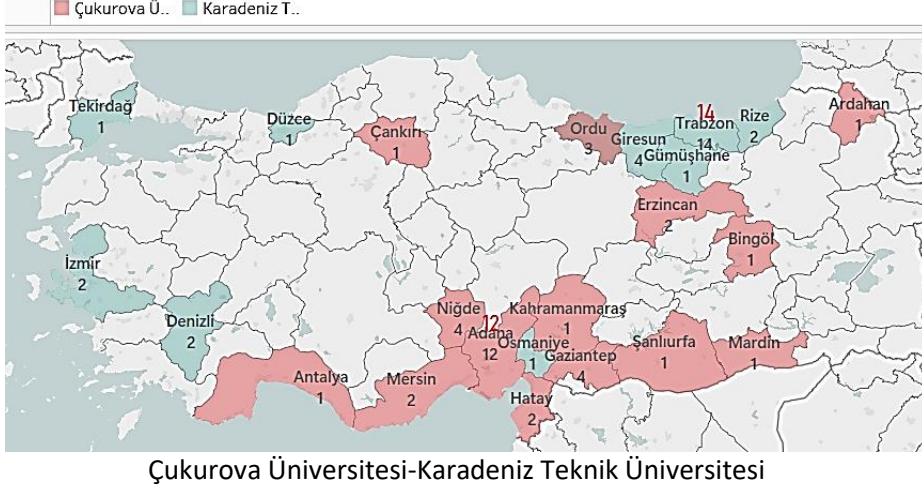 Çukurova Ü.. Karadeniz T..
Tekirdağ
1
Düzce
1
Çankırı
1
Ordu
3
Giresun
4
14
Trabzon
14
Rize
2
Gümüşhane
1
Ardahan
1
Erzincan
2
Bingöl
1
İzmir
2
Denizli
2
Niğde
4
12
Adana
12
Kahramanmaraş
1
Osmaniye
1
Gaziantep
4
Şanlıurfa
1
Mardin
1
Antalya
1
Mersin
2
Hatay
2
Çukurova Üniversitesi-Karadeniz Teknik Üniversitesi